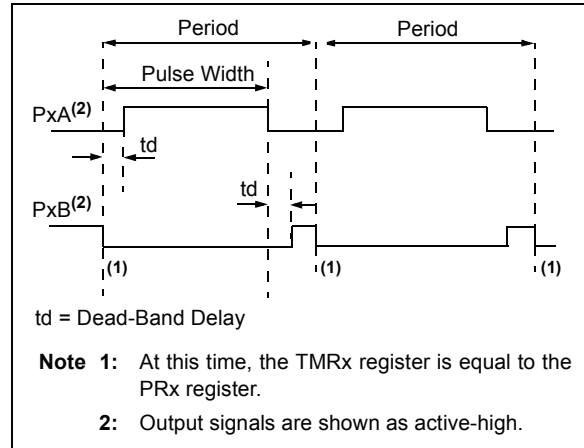 Period
Period
Pulse Width
PxA(2)
td
td
PxB(2)
(1)
(1)
(1)
td = Dead-Band Delay
Note 1: At this time, the TMRx register is equal to the
PRx register.
2: Output signals are shown as active-high.